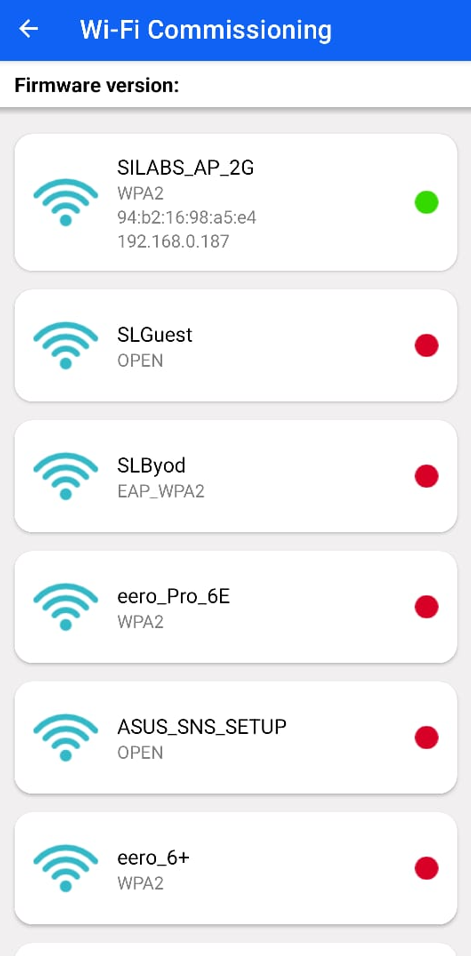 Wi-Fi Commissioning
Firmware version:
SILABS_AP_2G
WPA2
94:b2:16:98:a5:e4
192.168.0.187
SLGuest
OPEN
SLByod
EAP_WPA2
eero_Pro_6E
WPA2
ASUS_SNS_SETUP
OPEN
eero_6+
WPA2